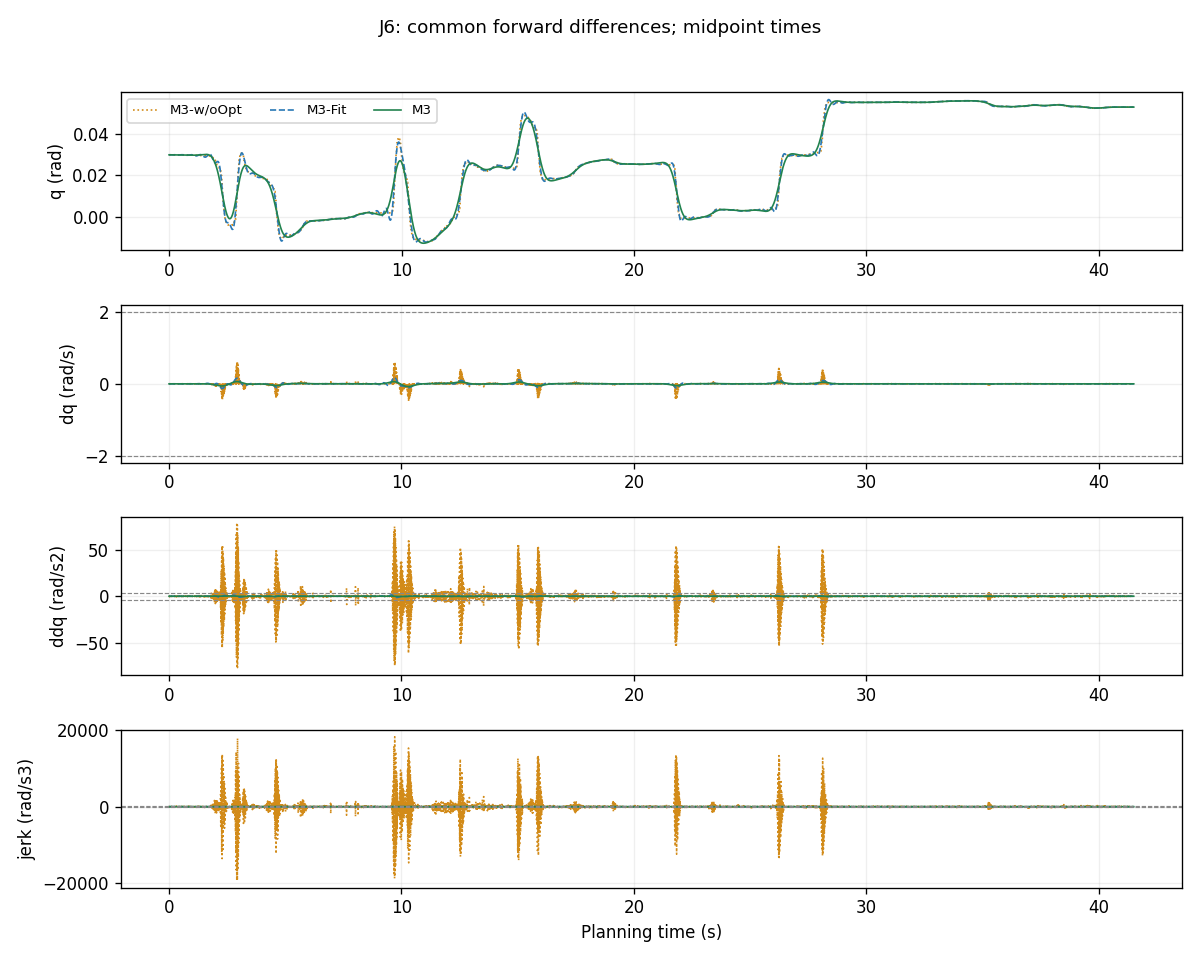 J6: common forward differences; midpoint times
M3-w/oOpt M3-Fit M3
q (rad)
0.04
0.02
0.00
0 10 20 30 40
dq (rad/s)
2
0
−2
0 10 20 30 40
ddq (rad/s2)
50
0
−50
0 10 20 30 40
jerk (rad/s3)
20000
0
−20000
0 10 20 30 40
Planning time (s)